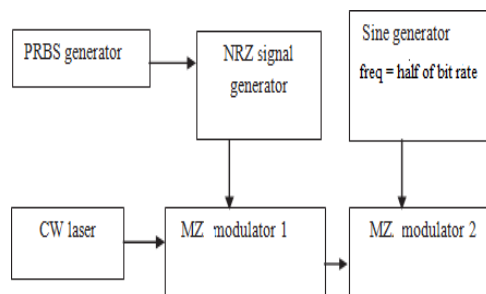 PRBS generator
NRZ signal
generator
Sine generator
freq = half of bit rate
CW laser
MZ modulator 1
MZ. modulator 2